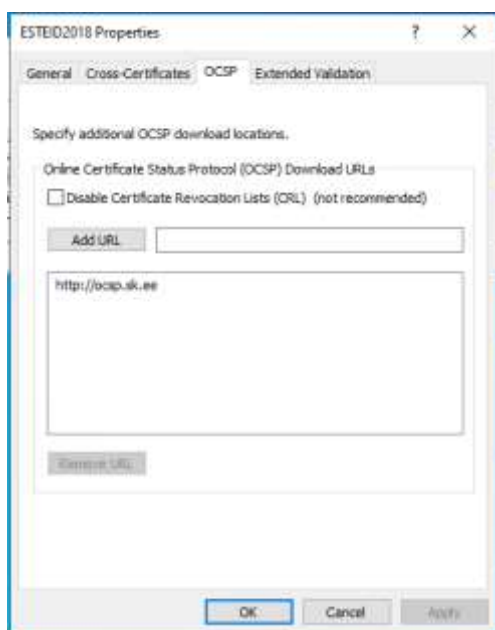 ESTEID2018 Properties
? ×
General Cross-Certificates OCSP Extended Validation
Specify additional OCSP download locations.
Online Certificate Status Protocol (OCSP) Download URLs
Disable Certificate Revocation Lists (CRL) (not recommended)
Add URL
http://ocsp.sk.ee
Remove URL
OK Cancel Apply